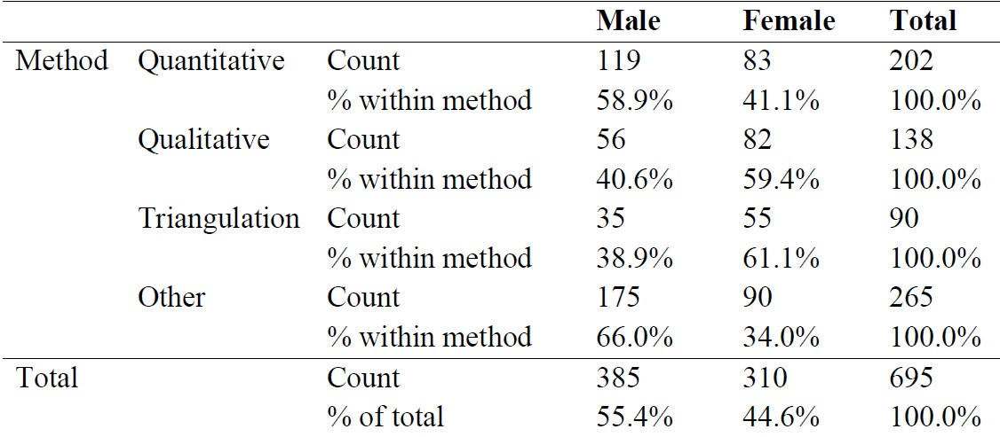 Male Female Total
Method Quantitative Count 119 83 202
% within method 58.9% 41.1% 100.0%
Qualitative Count 56 82 138
% within method 40.6% 59.4% 100.0%
Triangulation Count 35 55 90
% within method 38.9% 61.1% 100.0%
Other Count 175 90 265
% within method 66.0% 34.0% 100.0%
Total Count 385 310 695
% of total 55.4% 44.6% 100.0%